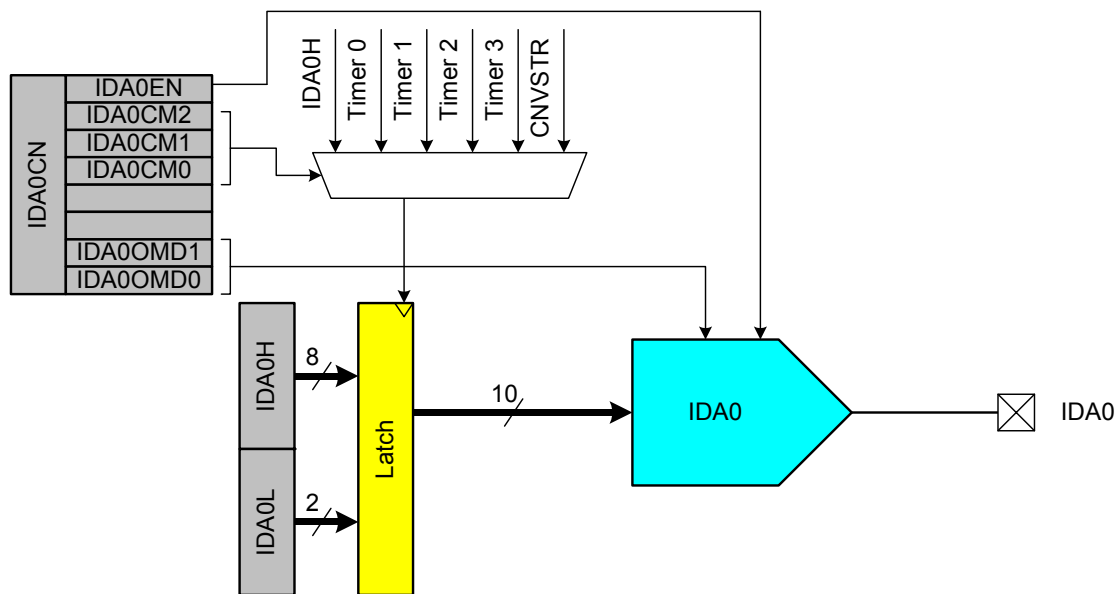 IDA0CN
IDA0EN
IDA0CM2
IDA0CM1
IDA0CM0
IDA0OMD1
IDA0OMD0
IDA0H
Timer 0
Timer 1
Timer 2
Timer 3
CNVSTR
IDA0H
8
IDA0L
2
Latch
10
IDA0
IDA0